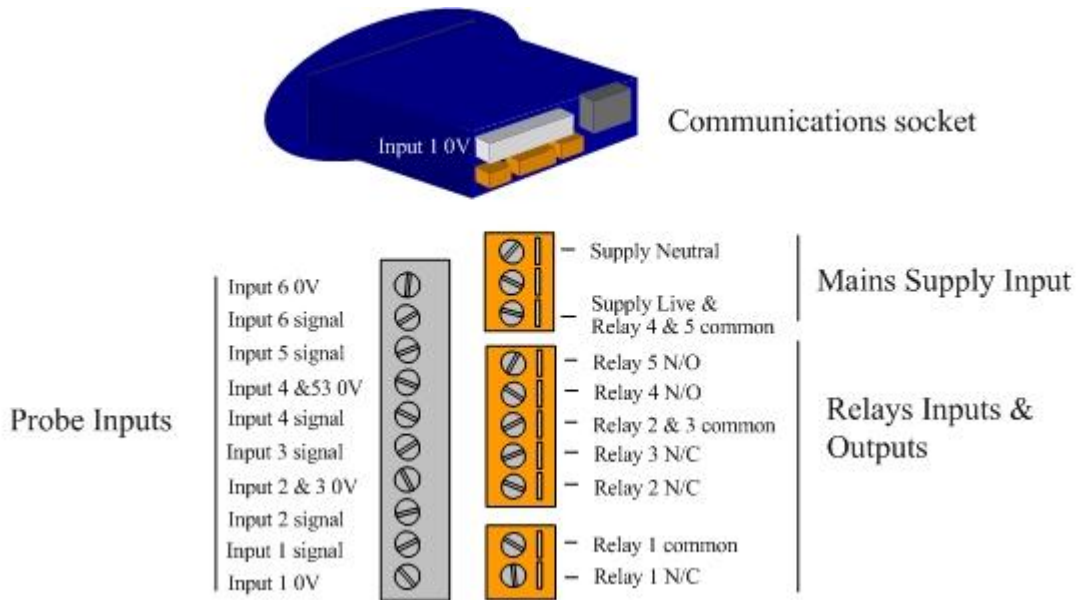 Communications socket
Input 1 0V
Supply Neutral
Supply Live &
Relay 4 & 5 common
Mains Supply Input
Input 6 0V
Input 6 signal
Input 5 signal
Input 4 &53 0V
Input 4 signal
Input 3 signal
Input 2 & 3 0V
Input 2 signal
Input 1 signal
Input 1 0V
Probe Inputs
Relay 5 N/O
Relay 4 N/O
Relay 2 & 3 common
Relay 3 N/C
Relay 2 N/C
Relay 1 common
Relay 1 N/C
Relays Inputs &
Outputs